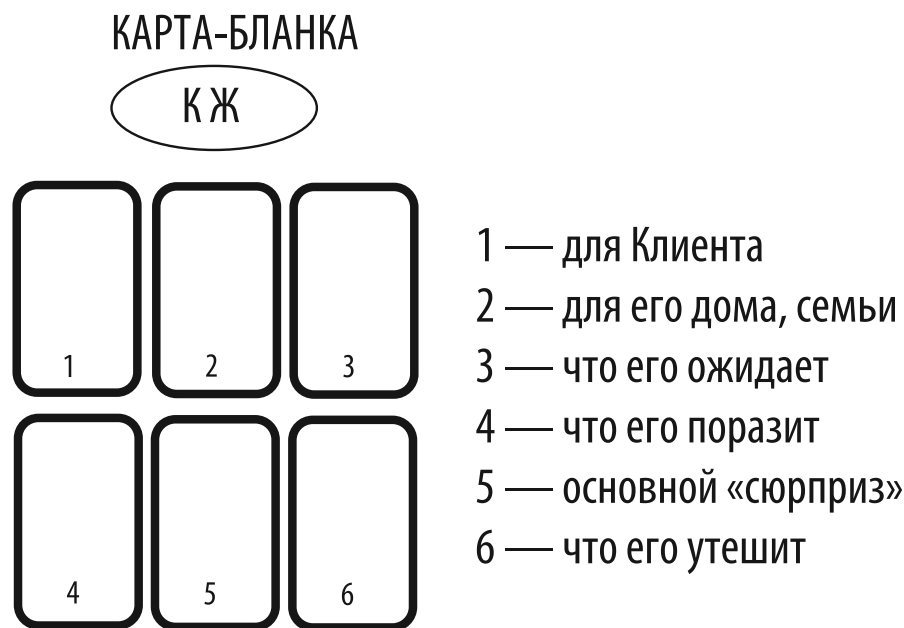 КАРТА-БЛАНКА
К Ж
1 2 3
4 5 6
1 — для Клиента
2 — для его дома, семьи
3 — что его ожидает
4 — что его поразит
5 — основной «сюрприз»
6 — что его утешит